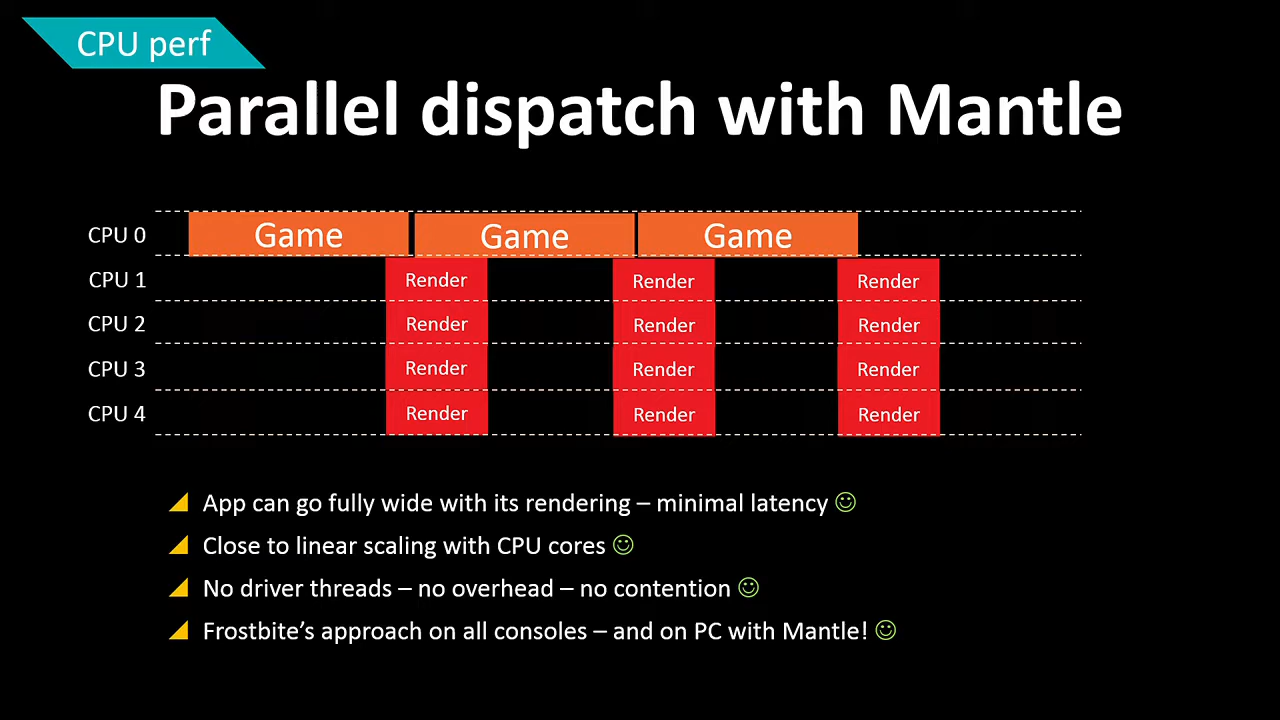 CPU perf
Parallel dispatch with Mantle
CPU 0 Game Game Game
CPU 1 Render Render Render
CPU 2 Render Render Render
CPU 3 Render Render Render
CPU 4 Render Render Render
App can go fully wide with its rendering – minimal latency ☺
Close to linear scaling with CPU cores ☺
No driver threads – no overhead – no contention ☺
Frostbite's approach on all consoles – and on PC with Mantle! ☺